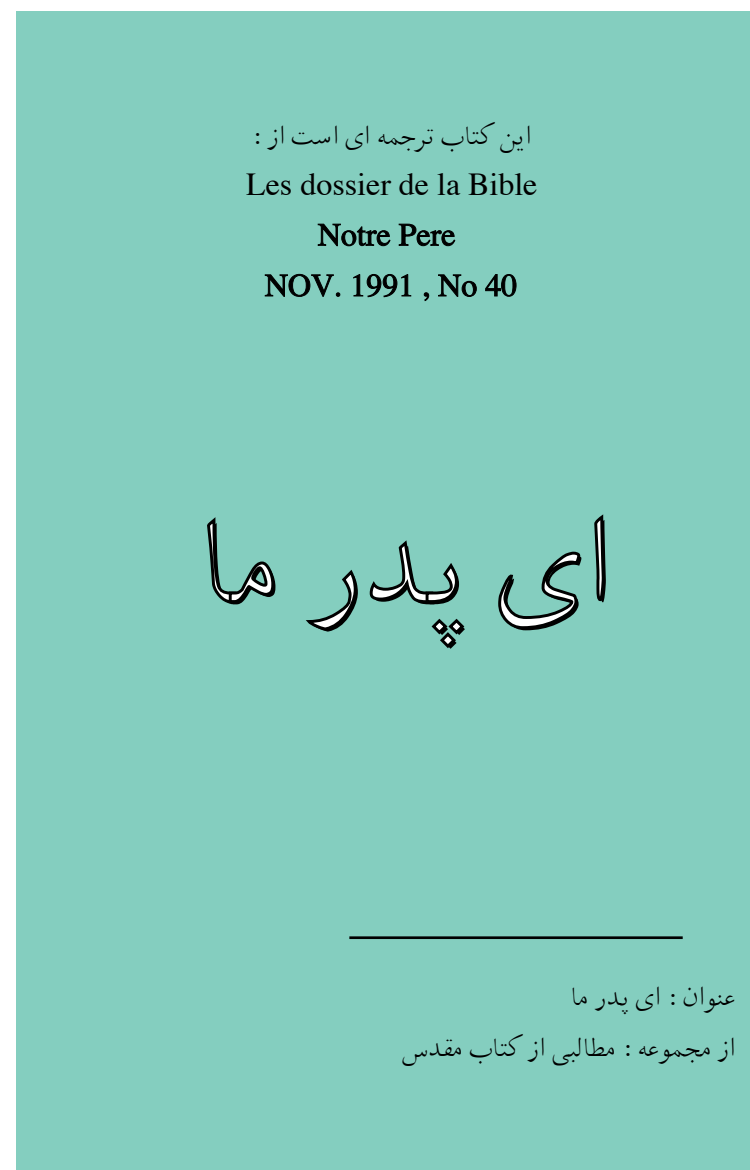 این کتاب ترجمه ای است از :
Les dossier de la Bible
Notre Pere
NOV. 1991 , No 40
ای پدر ما
عنوان : ای پدر ما
از مجموعه : مطالبی از کتاب مقدس